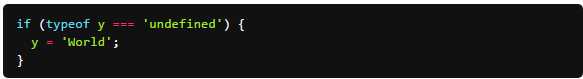 if (typeof y === 'undefined') {
  y = 'World';
}